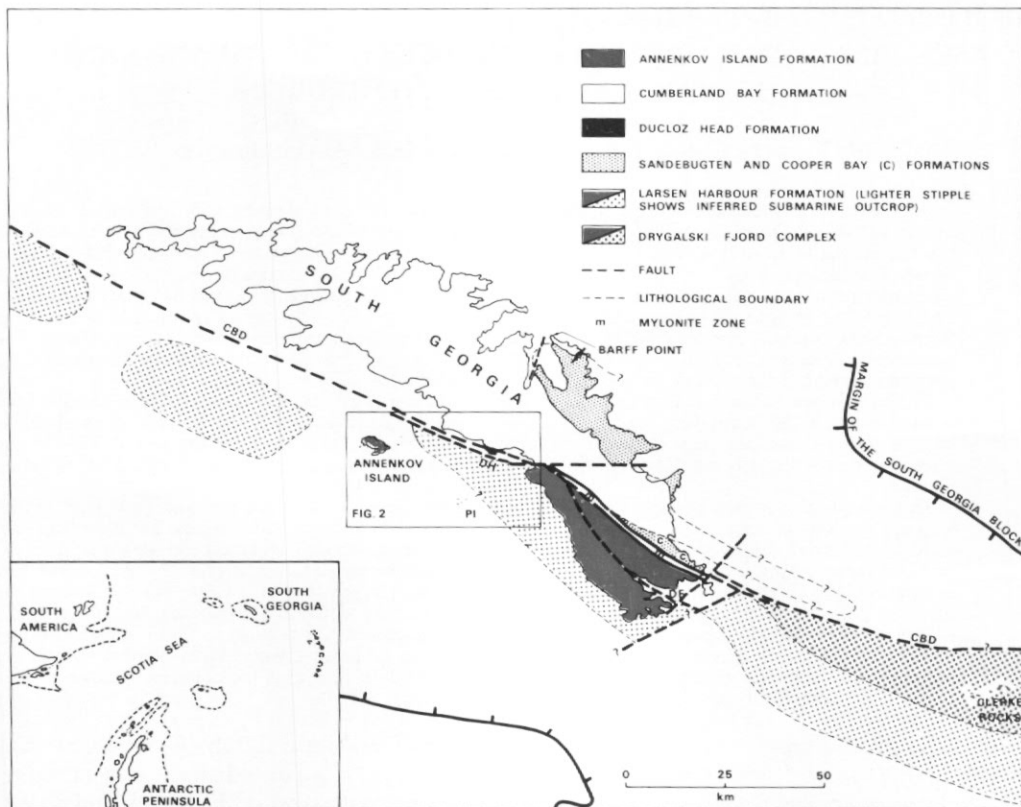 ANNENKOV ISLAND FORMATION
CUMBERLAND BAY FORMATION
DUCLOZ HEAD FORMATION
SANDEBUGTEN AND COOPER BAY (C) FORMATIONS
LARSEN HARBOUR FORMATION (LIGHTER STIPPLE
SHOWS INFERRED SUBMARINE OUTCROP)
DRYGALSKI FJORD COMPLEX
FAULT
LITHOLOGICAL BOUNDARY
m MYLONITE ZONE
SOUTH
GEORGIA
CBD
BARFF POINT
MARGIN OF THE SOUTH GEORGIA BLOCK
ANNENKOV
ISLAND
DH
FIG. 2
PI
m
m
c
c
DF
CBD
CLERKE
ROCKS
SOUTH
AMERICA
SOUTH
GEORGIA
SCOTIA SEA
ANTARCTIC
PENINSULA
0 25 50
km